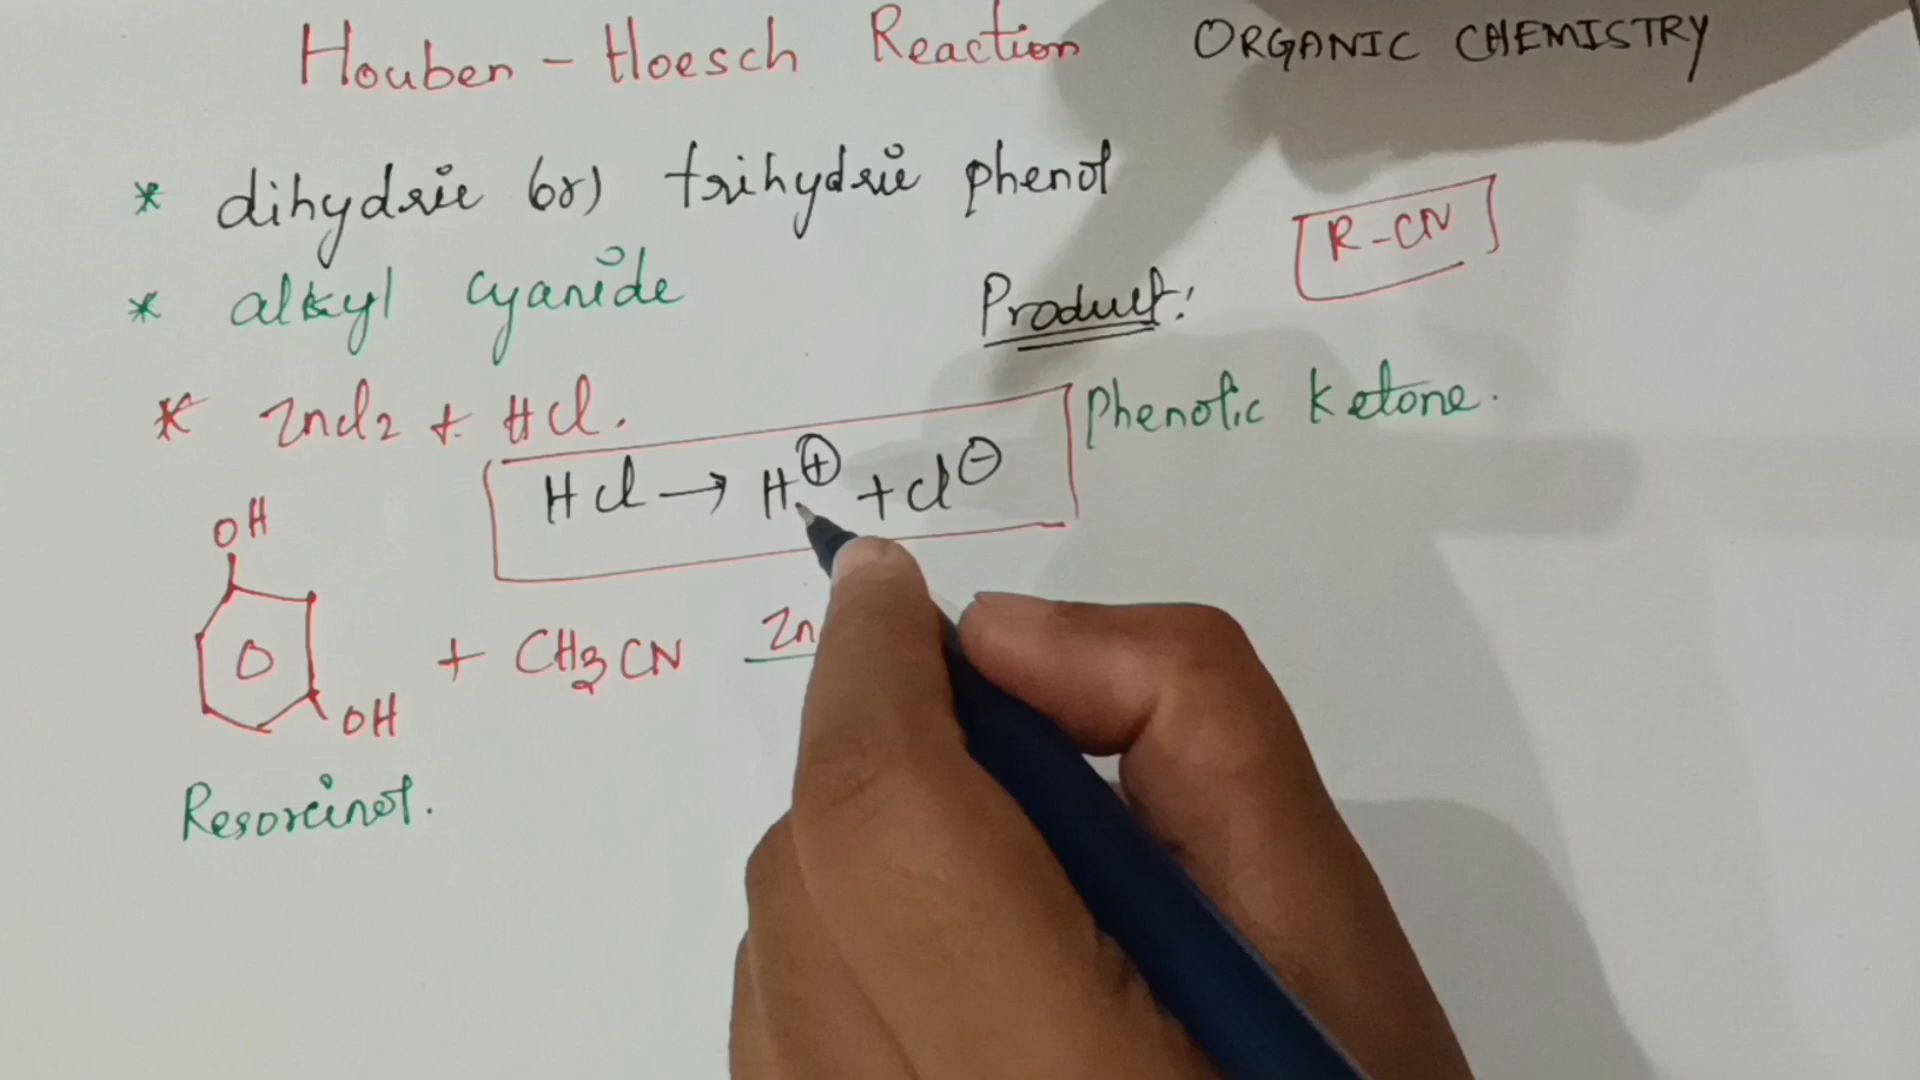 Houben - Hoesch Reaction ORGANIC CHEMISTRY
* dihydric (or) trihydric phenol
R-CN
* alkyl cyanide
Product:
* ZnCl2 + HCl.
Phenolic Ketone.
HCl → H⊕ + Cl⊖
OH
+ CH3CN Zn
OH
Resorcinol.